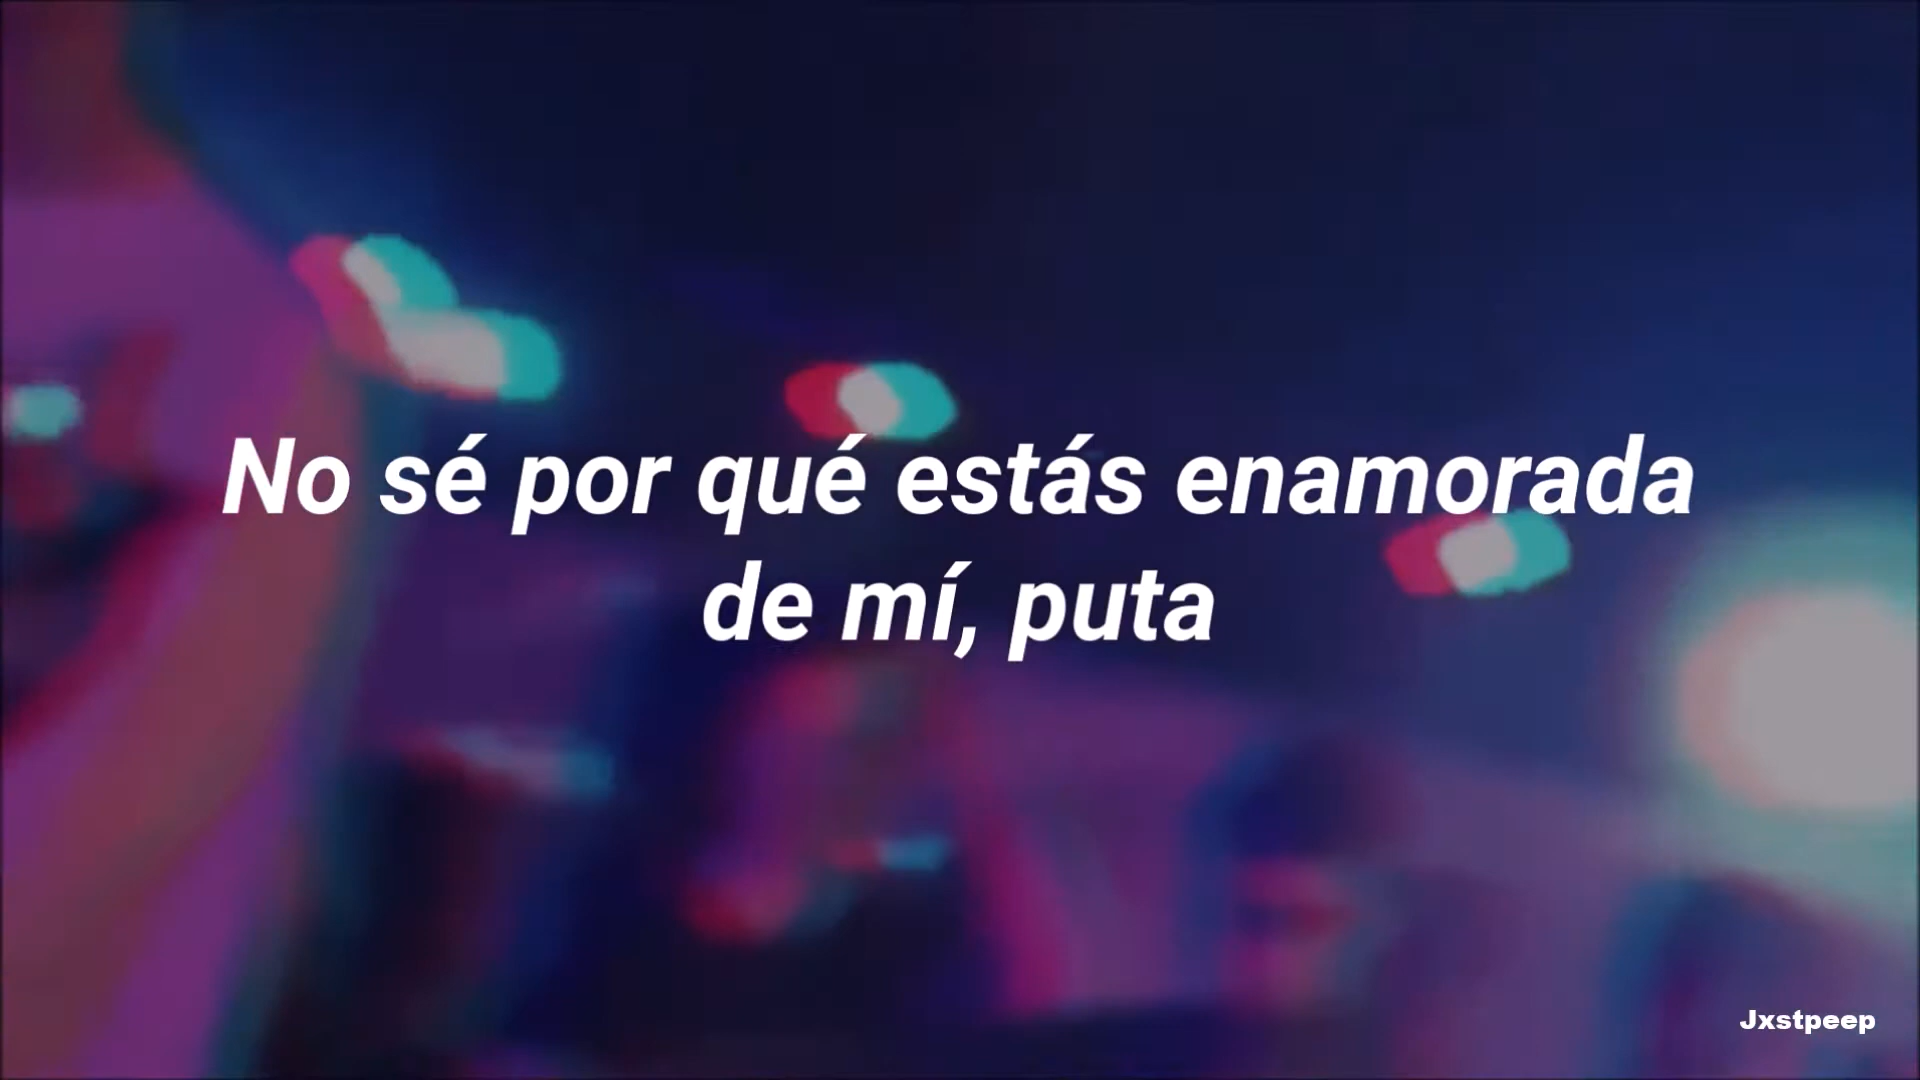 No sé por qué estás enamorada
de mí, puta
Jxstpeep